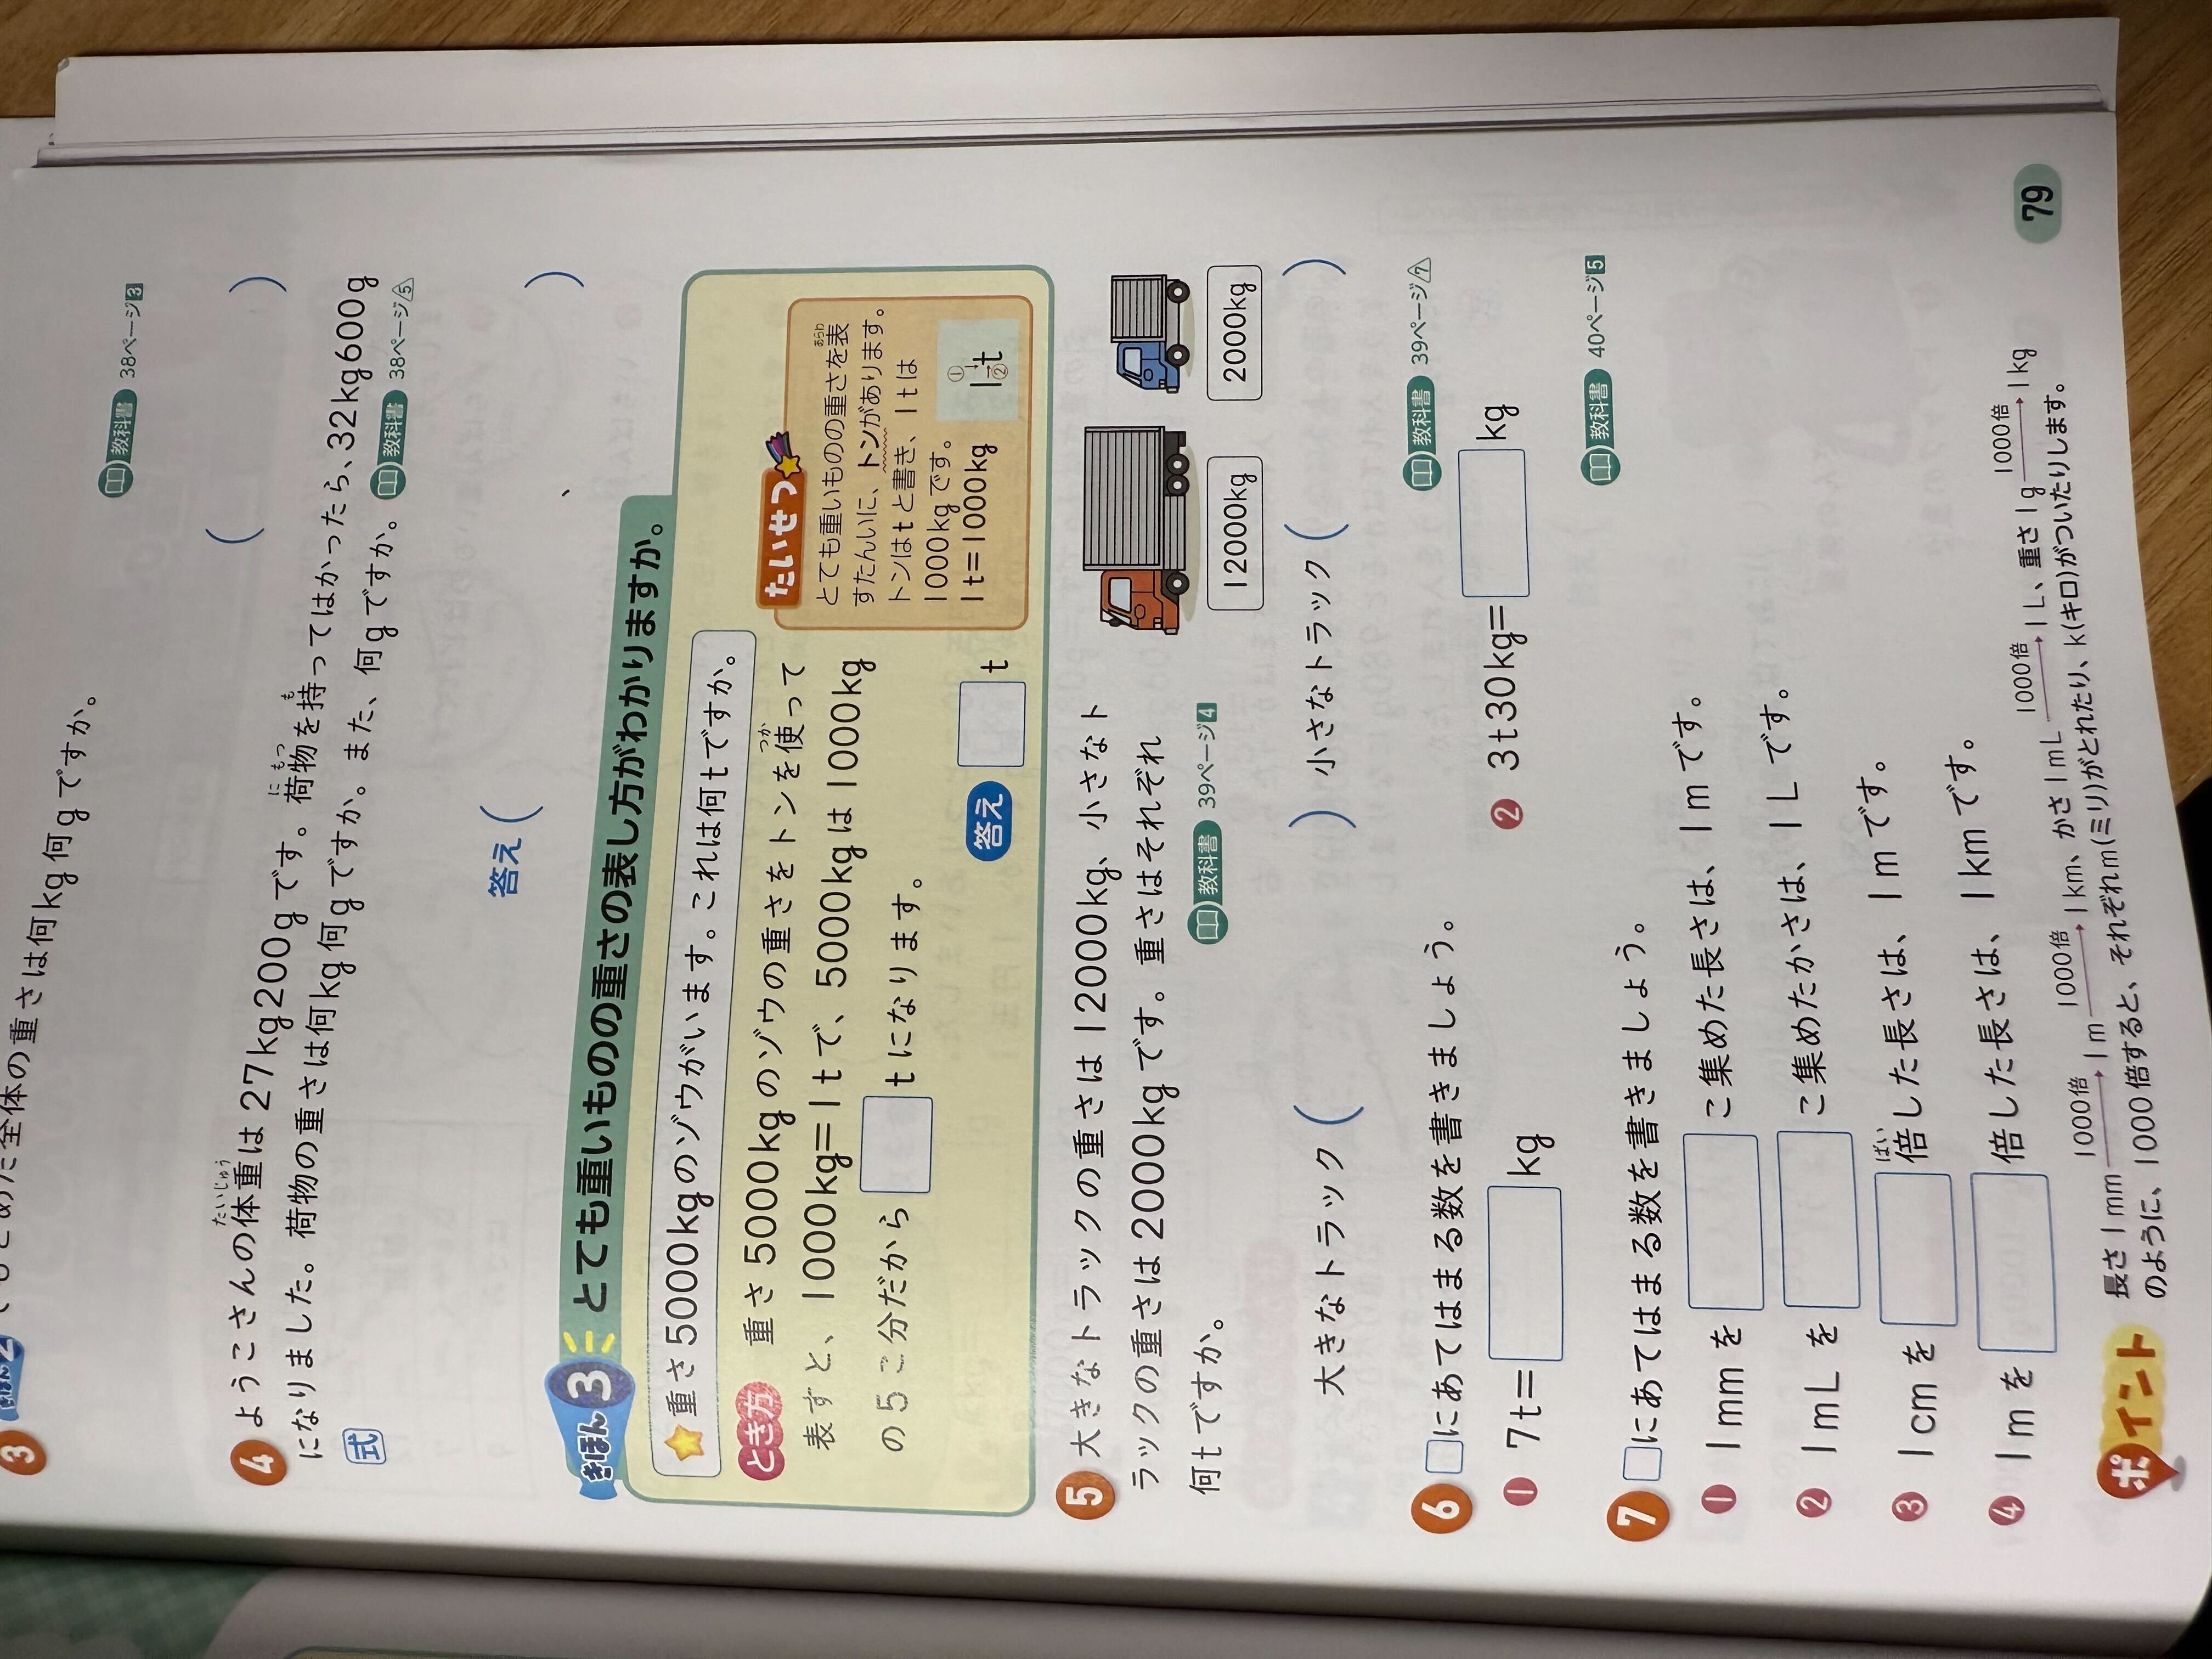 3
全体の重さは何kg何gですか。
教科書 38ページ3
( )
4 ようこさんの体重は27kg200gです。荷物を持ってはかったら、32kg600g
たいじゅう にもつ も
になりました。荷物の重さは何kg何gですか。また、何gですか。
教科書 38ページ5
式
答え ( )
きほん3 とても重いものの重さの表し方がわかりますか。
重さ5000kgのゾウがいます。これは何tですか。
とき方 重さ5000kgのゾウの重さをトンを使って
つか
表すと、1000kg=1tで、5000kgは1000kg
の5こ分だから tになります。
答え t
たいせつ
とても重いものの重さを表
あらわ
すたんいに、トンがあります。
トンはtと書き、1tは
1000kgです。
1t=1000kg
① 1t ②
5 大きなトラックの重さは12000kg、小さなト
ラックの重さは2000kgです。重さはそれぞれ
何tですか。
教科書 39ページ4
12000kg
2000kg
大きなトラック ( ) 小さなトラック ( )
6 □にあてはまる数を書きましょう。
教科書 39ページ7
1 7t= kg
2 3t30kg= kg
7 □にあてはまる数を書きましょう。
教科書 40ページ5
1 1mmを こ集めた長さは、1mです。
2 1mLを こ集めたかさは、1Lです。
3 1cmを 倍した長さは、1mです。
ばい
4 1mを 倍した長さは、1kmです。
ポイント
長さ1mm 1000倍→ 1m 1000倍→ 1km、かさ1mL 1000倍→ 1L、重さ1g 1000倍→ 1kg
のように、1000倍すると、それぞれm(ミリ)がとれたり、k(キロ)がついたりします。
79